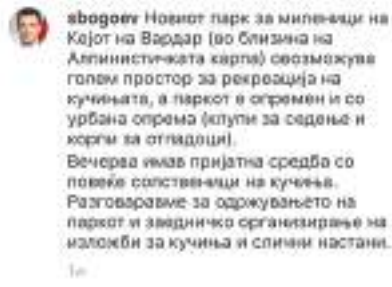 sbogoev Новиот парк за миленици на
Кејот на Вардар (во близина на
Алпинистичката карпа) овозможува
голем простор за рекреација на
кучињата, а паркот е опремен и со
урбана опрема (клупи за седење и
корпи за отпадоци).
Вечерва имав пријатна средба со
повеќе сопственици на кучиња.
Разговаравме за одржувањето на
паркот и заедничко организирање на
изложби за кучиња и слични настани.